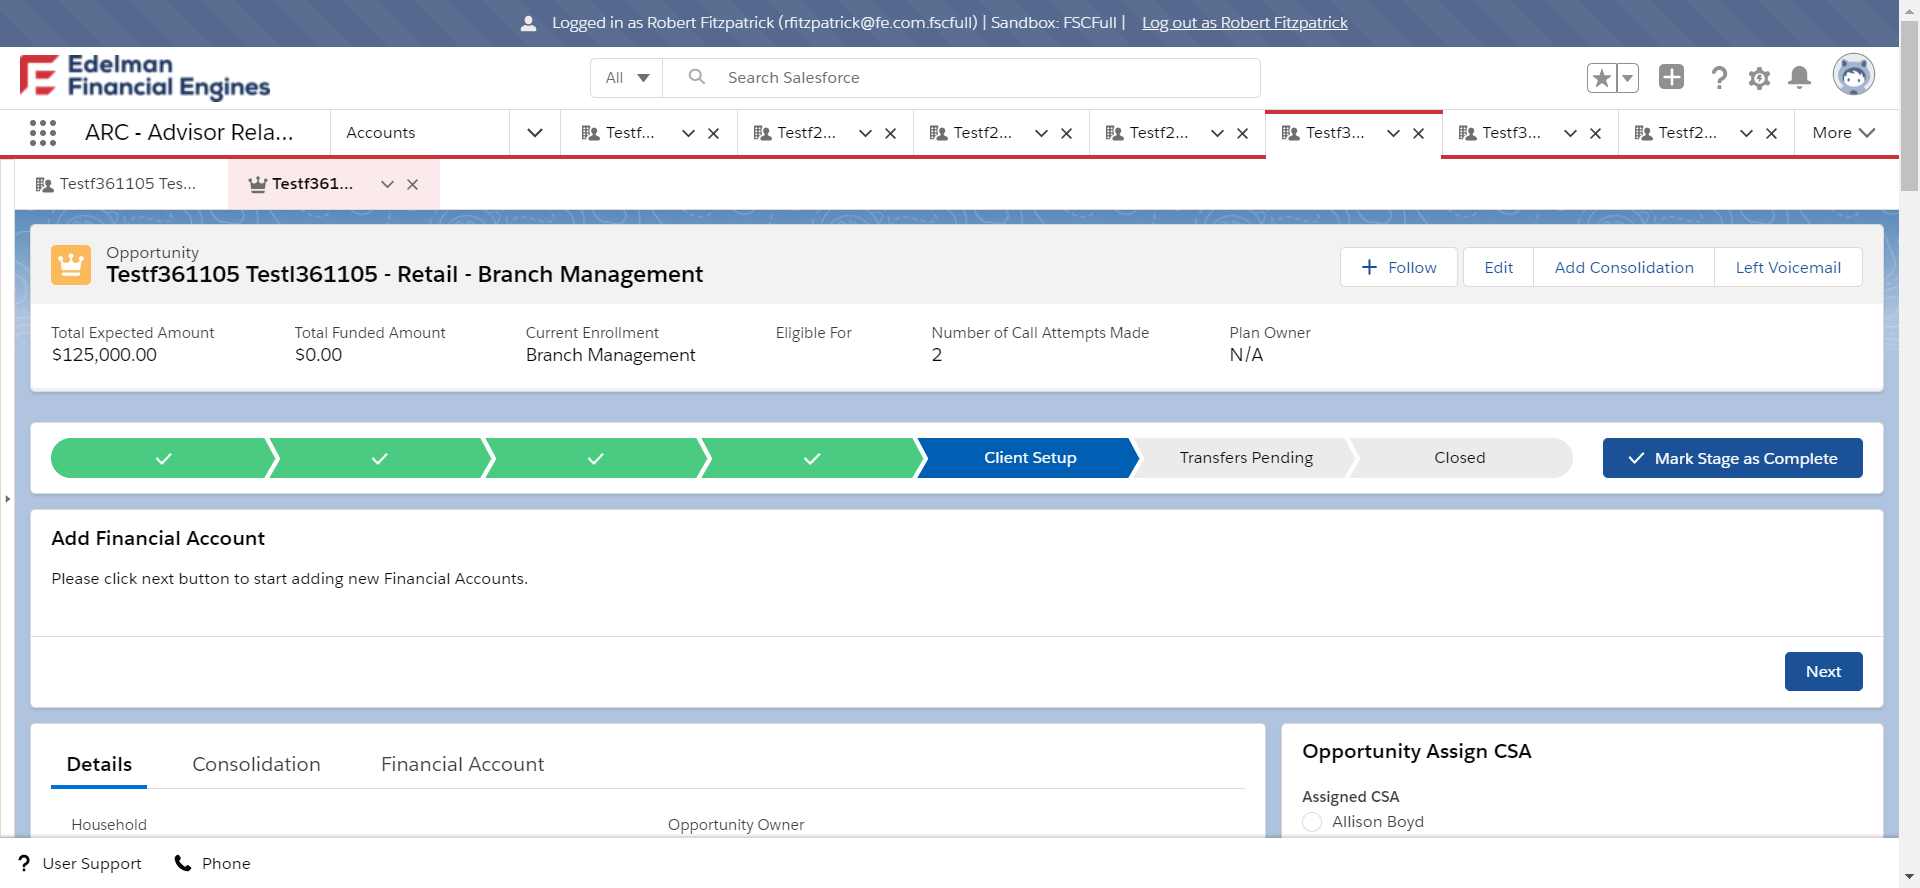 Logged in as Robert Fitzpatrick (rfitzpatrick@fe.com.fscfull) | Sandbox: FSCFull | Log out as Robert Fitzpatrick
Edelman
Financial Engines
All
Search Salesforce
ARC - Advisor Rela...
Accounts
Testf...
Testf2...
Testf2...
Testf2...
Testf3...
Testf3...
Testf2...
More
Testf361105 Tes...
Testf361...
Opportunity
Testf361105 Testl361105 - Retail - Branch Management
Follow
Edit
Add Consolidation
Left Voicemail
Total Expected Amount
$125,000.00
Total Funded Amount
$0.00
Current Enrollment
Branch Management
Eligible For
Number of Call Attempts Made
2
Plan Owner
N/A
Client Setup
Transfers Pending
Closed
Mark Stage as Complete
Add Financial Account
Please click next button to start adding new Financial Accounts.
Next
Details
Consolidation
Financial Account
Household
Opportunity Owner
Opportunity Assign CSA
Assigned CSA
Allison Boyd
? User Support
Phone